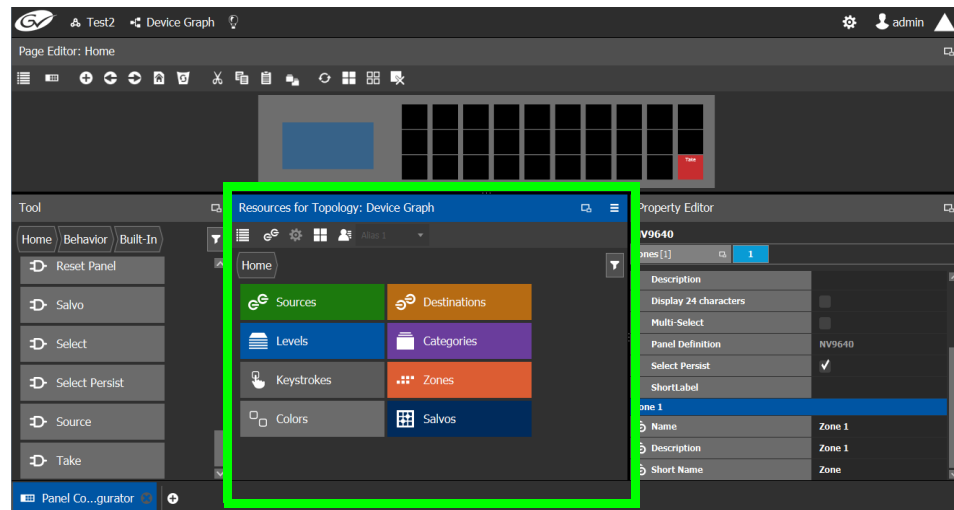 GV Test2 Device Graph admin
Page Editor: Home
Take
Tool
Home Behavior Built-In
Reset Panel
Salvo
Select
Select Persist
Source
Take
Resources for Topology: Device Graph
Alias 1
Home
Sources Destinations
Levels Categories
Keystrokes Zones
Colors Salvos
Property Editor
NV9640
ones[1] 1
Description
Display 24 characters
Multi-Select
Panel Definition NV9640
Select Persist
ShortLabel
one 1
Name Zone 1
Description Zone 1
Short Name Zone
Panel Co...gurator